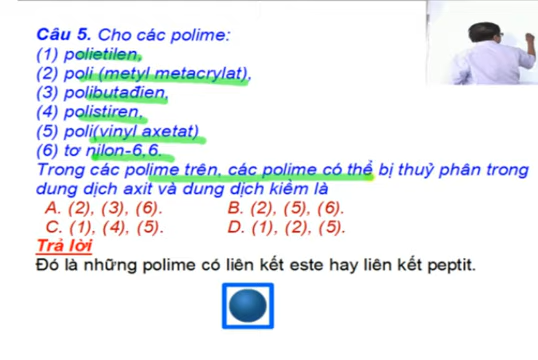 Câu 5. Cho các polime:
(1) polietilen,
(2) poli (metyl metacrylat),
(3) polibutađien,
(4) polistiren,
(5) poli(vinyl axetat)
(6) tơ nilon-6,6.
Trong các polime trên, các polime có thể bị thuỷ phân trong
dung dịch axit và dung dịch kiềm là
A. (2), (3), (6). B. (2), (5), (6).
C. (1), (4), (5). D. (1), (2), (5).
Trả lời
Đó là những polime có liên kết este hay liên kết peptit.